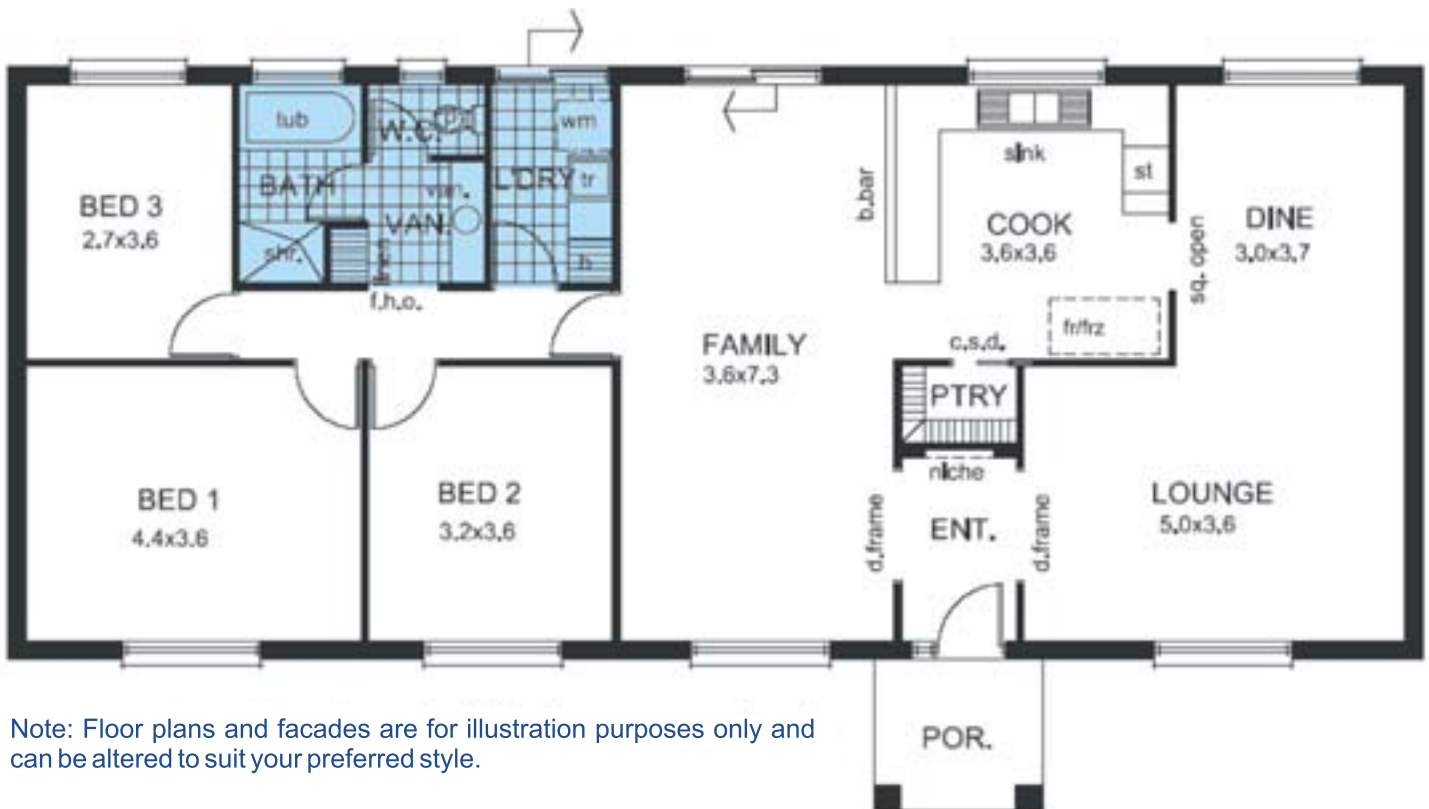 tub
W.C.
wm
BATH
van.
L'DRY
tr
VAN.
shr.
linen
h
f.h.o.
BED 3
2.7x3.6
b.bar
sink
st
COOK
3.6x3.6
DINE
3.0x3.7
sq. open
fr/frz
FAMILY
3.6x7.3
c.s.d.
PTRY
niche
BED 1
4.4x3.6
BED 2
3.2x3.6
d.frame
ENT.
d.frame
LOUNGE
5.0x3.6
POR.
Note: Floor plans and facades are for illustration purposes only and
can be altered to suit your preferred style.